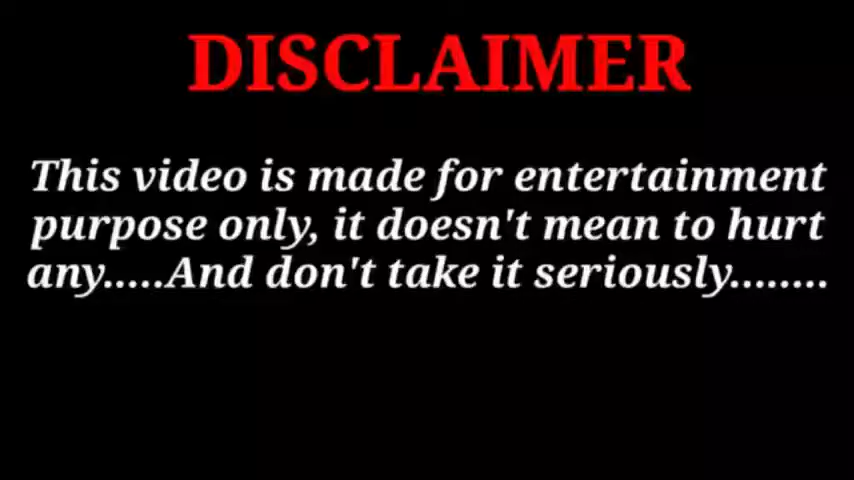 DISCLAIMER
This video is made for entertainment
purpose only, it doesn't mean to hurt
any.....And don't take it seriously........